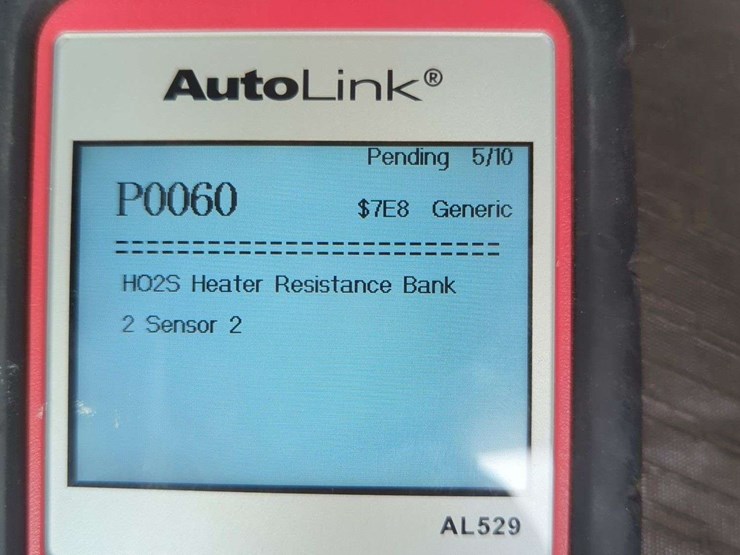 AutoLink®
Pending 5/10
P0060
$7E8 Generic
================================
HO2S Heater Resistance Bank
2 Sensor 2
AL529